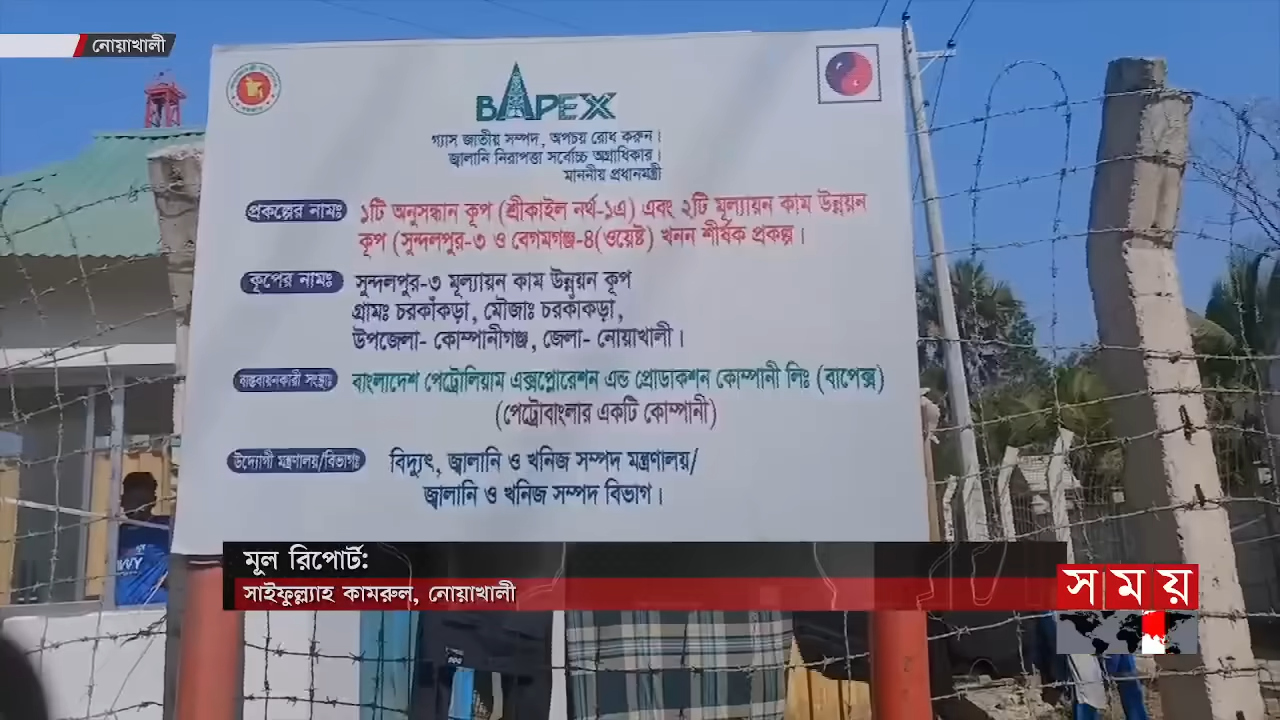 নোয়াখালী
BAPEX
গ্যাস জাতীয় সম্পদ, অপচয় রোধ করুন।
জ্বালানি নিরাপত্তা সর্বোচ্চ অগ্রাধিকার।
মাননীয় প্রধানমন্ত্রী
প্রকল্পের নামঃ ১টি অনুসন্ধান কূপ (শ্রীকাইল নর্থ-১এ) এবং ২টি মূল্যায়ন কাম উন্নয়ন
কূপ (সুন্দলপুর-৩ ও বেগমগঞ্জ-৪(ওয়েষ্ট) খনন শীর্ষক প্রকল্প।
কূপের নামঃ সুন্দলপুর-৩ মূল্যায়ন কাম উন্নয়ন কূপ
গ্রামঃ চরকাঁকড়া, মৌজাঃ চরকাঁকড়া,
উপজেলা- কোম্পানীগঞ্জ, জেলা- নোয়াখালী।
বাস্তবায়নকারী সংস্থাঃ বাংলাদেশ পেট্রোলিয়াম এক্সপ্লোরেশন এন্ড প্রোডাকশন কোম্পানী লিঃ (বাপেক্স)
(পেট্রোবাংলার একটি কোম্পানী)
উদ্যোগী মন্ত্রণালয়/বিভাগঃ বিদ্যুৎ, জ্বালানি ও খনিজ সম্পদ মন্ত্রণালয়/
জ্বালানি ও খনিজ সম্পদ বিভাগ।
মূল রিপোর্ট:
সাইফুল্ল্যাহ কামরুল, নোয়াখালী
সময়